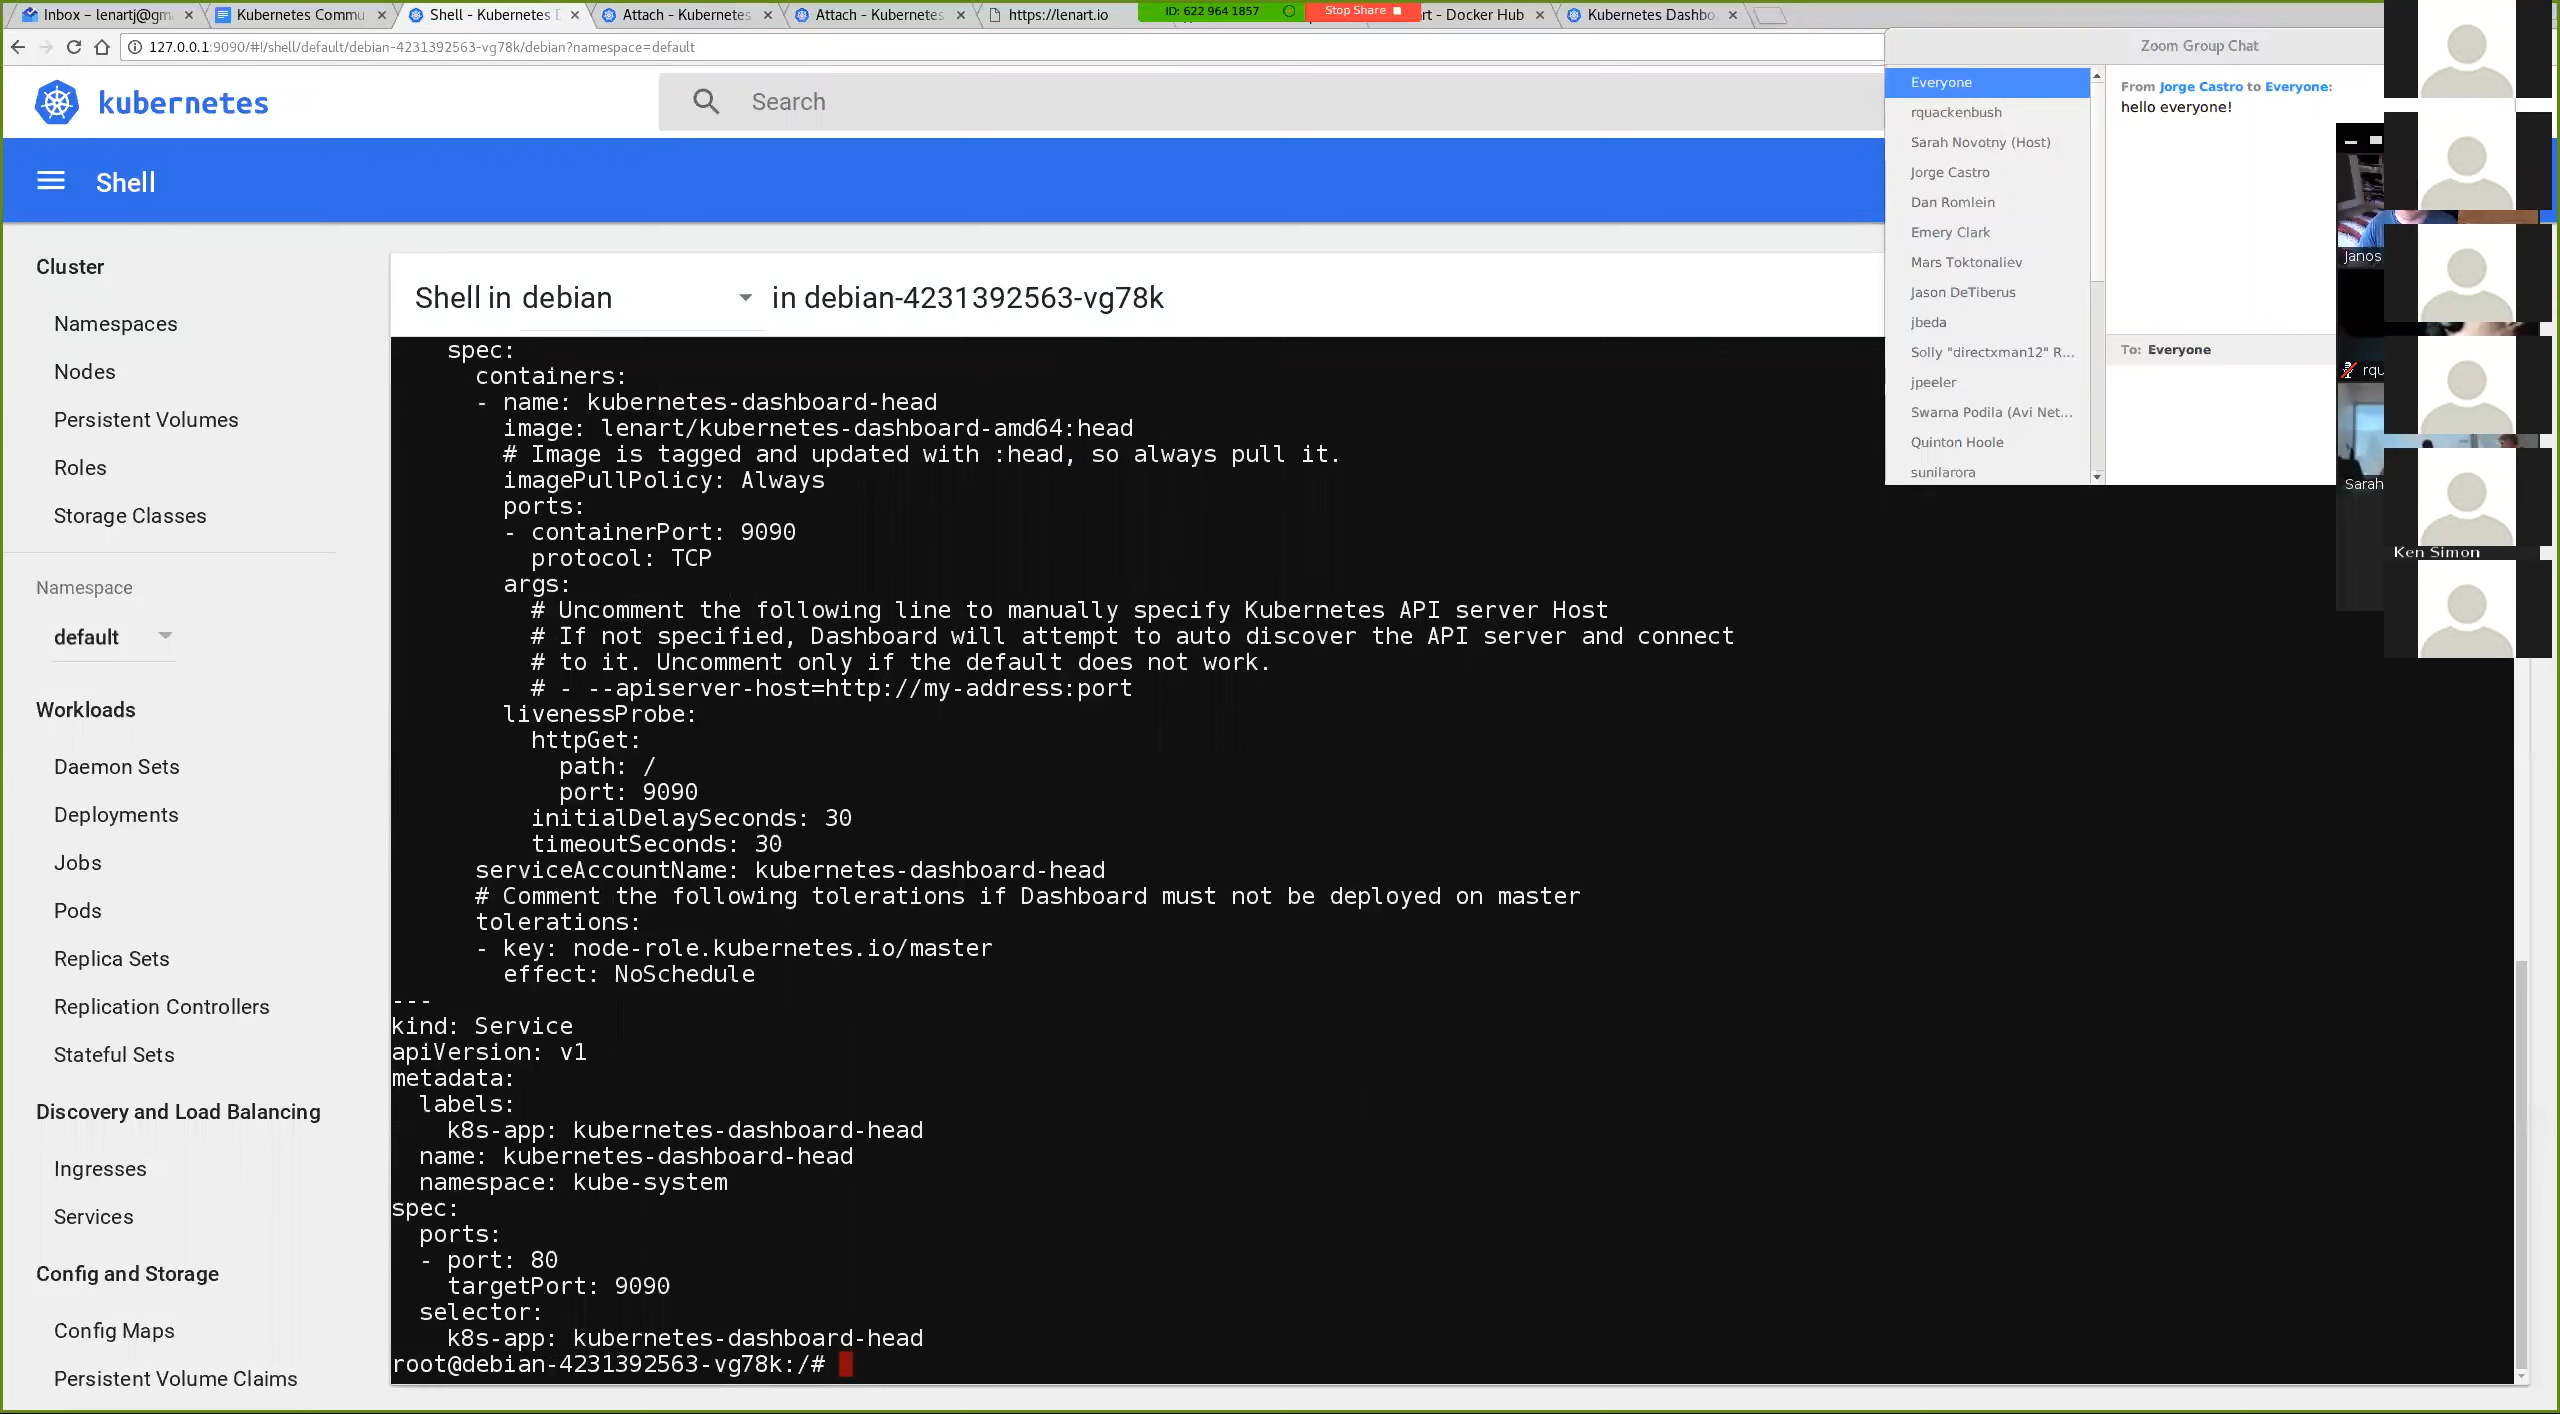 Inbox – lenartj@gm
Kubernetes Commu
Shell - Kubernetes D
Attach - Kubernetes
Attach - Kubernetes
https://lenart.io
ID: 622 964 1857
Stop Share
rt - Docker Hub
Kubernetes Dashbo
127.0.0.1:9090/#!/shell/default/debian-4231392563-vg78k/debian?namespace=default
kubernetes
Search
Shell
Cluster
Namespaces
Nodes
Persistent Volumes
Roles
Storage Classes
Namespace
default
Workloads
Daemon Sets
Deployments
Jobs
Pods
Replica Sets
Replication Controllers
Stateful Sets
Discovery and Load Balancing
Ingresses
Services
Config and Storage
Config Maps
Persistent Volume Claims
Shell in debian in debian-4231392563-vg78k
    spec:
      containers:
      - name: kubernetes-dashboard-head
        image: lenart/kubernetes-dashboard-amd64:head
        # Image is tagged and updated with :head, so always pull it.
        imagePullPolicy: Always
        ports:
        - containerPort: 9090
          protocol: TCP
        args:
          # Uncomment the following line to manually specify Kubernetes API server Host
          # If not specified, Dashboard will attempt to auto discover the API server and connect
          # to it. Uncomment only if the default does not work.
          # - --apiserver-host=http://my-address:port
        livenessProbe:
          httpGet:
            path: /
            port: 9090
          initialDelaySeconds: 30
          timeoutSeconds: 30
      serviceAccountName: kubernetes-dashboard-head
      # Comment the following tolerations if Dashboard must not be deployed on master
      tolerations:
      - key: node-role.kubernetes.io/master
        effect: NoSchedule
---
kind: Service
apiVersion: v1
metadata:
  labels:
    k8s-app: kubernetes-dashboard-head
  name: kubernetes-dashboard-head
  namespace: kube-system
spec:
  ports:
  - port: 80
    targetPort: 9090
  selector:
    k8s-app: kubernetes-dashboard-head
root@debian-4231392563-vg78k:/#
Zoom Group Chat
Everyone
rquackenbush
Sarah Novotny (Host)
Jorge Castro
Dan Romlein
Emery Clark
Mars Toktonaliev
Jason DeTiberus
jbeda
Solly "directxman12" R...
jpeeler
Swarna Podila (Avi Net...
Quinton Hoole
sunilarora
From Jorge Castro to Everyone:
hello everyone!
To: Everyone
Janos
rqu
Sarah
Ken Simon